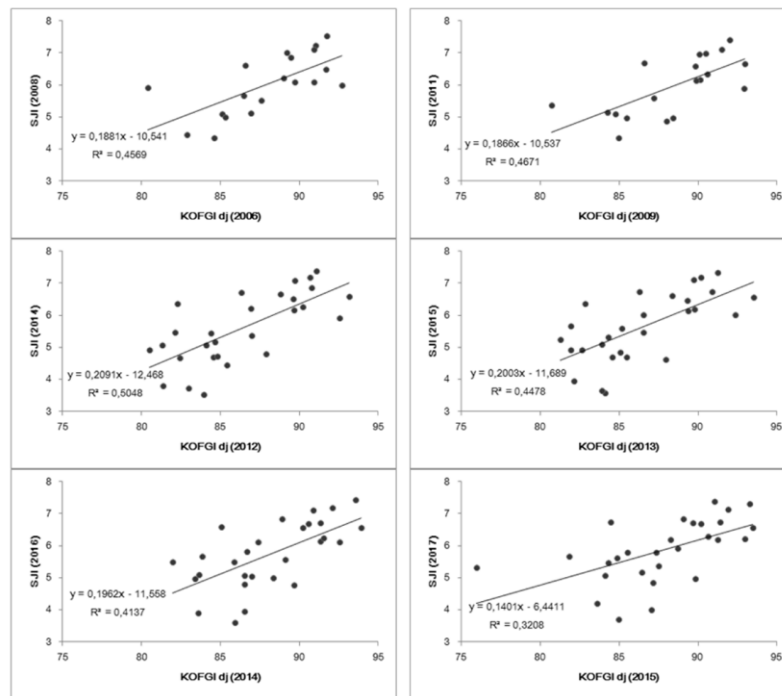 8
7
6
5
4
3
SJI (2008)
y = 0,1881x - 10,541
R² = 0,4569
75 80 85 90 95
KOFGI dj (2006)
8
7
6
5
4
3
SJI (2011)
y = 0,1866x - 10,537
R² = 0,4671
75 80 85 90 95
KOFGI dj (2009)
8
7
6
5
4
3
SJI (2014)
y = 0,2091x - 12,468
R² = 0,5048
75 80 85 90 95
KOFGI dj (2012)
8
7
6
5
4
3
SJI (2015)
y = 0,2003x - 11,689
R² = 0,4478
75 80 85 90 95
KOFGI dj (2013)
8
7
6
5
4
3
SJI (2016)
y = 0,1962x - 11,558
R² = 0,4137
75 80 85 90 95
KOFGI dj (2014)
8
7
6
5
4
3
SJI (2017)
y = 0,1401x - 6,4411
R² = 0,3208
75 80 85 90 95
KOFGI dj (2015)